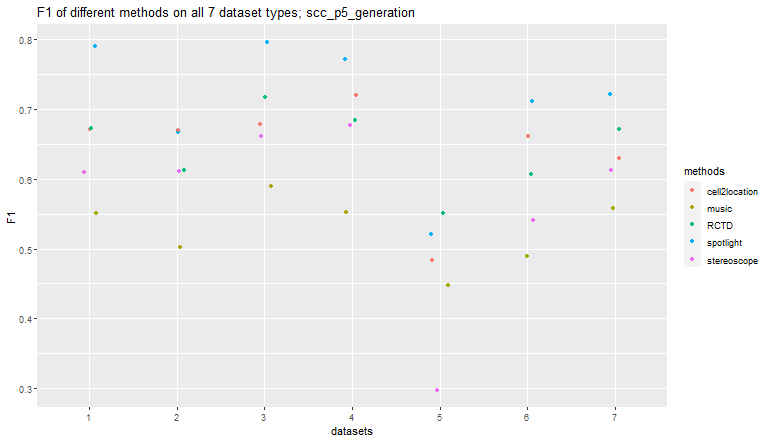 F1 of different methods on all 7 dataset types; scc_p5_generation
0.8
0.7
0.6
0.5
0.4
0.3
F1
1 2 3 4 5 6 7
datasets
methods
cell2location
music
RCTD
spotlight
stereoscope